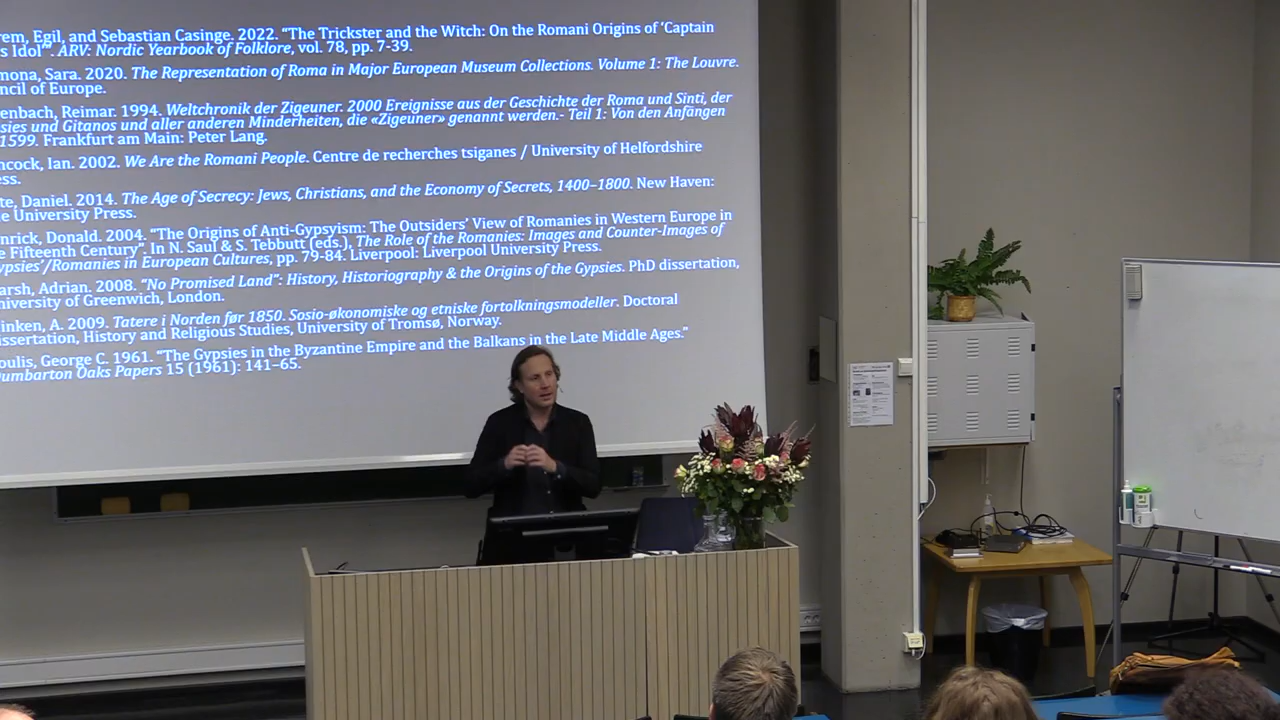 rem, Egil, and Sebastian Casinge. 2022. “The Trickster and the Witch: On the Romani Origins of ‘Captain
s Idol’”. ARV: Nordic Yearbook of Folklore, vol. 78, pp. 7-39.
mona, Sara. 2020. The Representation of Roma in Major European Museum Collections. Volume 1: The Louvre.
ncil of Europe.
enbach, Reimar. 1994. Weltchronik der Zigeuner. 2000 Ereignisse aus der Geschichte der Roma und Sinti, der
sies und Gitanos und aller anderen Minderheiten, die «Zigeuner» genannt werden.- Teil 1: Von den Anfängen
1599. Frankfurt am Main: Peter Lang.
ncock, Ian. 2002. We Are the Romani People. Centre de recherches tsiganes / University of Helfordshire
ess.
te, Daniel. 2014. The Age of Secrecy: Jews, Christians, and the Economy of Secrets, 1400–1800. New Haven:
e University Press.
nrick, Donald. 2004. “The Origins of Anti-Gypsyism: The Outsiders’ View of Romanies in Western Europe in
e Fifteenth Century”. In N. Saul & S. Tebbutt (eds.), The Role of the Romanies: Images and Counter-Images of
ypsies’/Romanies in European Cultures, pp. 79-84. Liverpool: Liverpool University Press.
arsh, Adrian. 2008. “No Promised Land”: History, Historiography & the Origins of the Gypsies. PhD dissertation,
niversity of Greenwich, London.
inken, A. 2009. Tatere i Norden før 1850. Sosio-økonomiske og etniske fortolkningsmodeller. Doctoral
issertation, History and Religious Studies, University of Tromsø, Norway.
oulis, George C. 1961. “The Gypsies in the Byzantine Empire and the Balkans in the Late Middle Ages.”
umbarton Oaks Papers 15 (1961): 141–65.